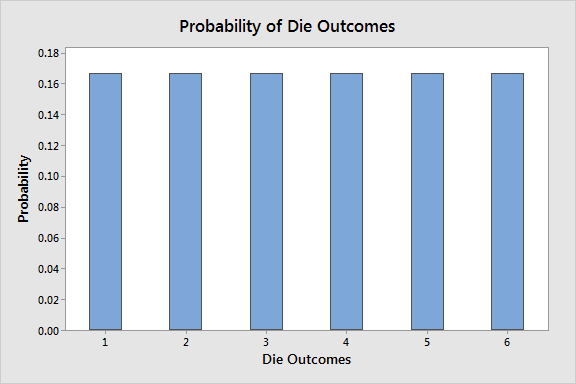 Probability of Die Outcomes
0.18
0.16
0.14
0.12
0.10
0.08
0.06
0.04
0.02
0.00
Probability
1 2 3 4 5 6
Die Outcomes